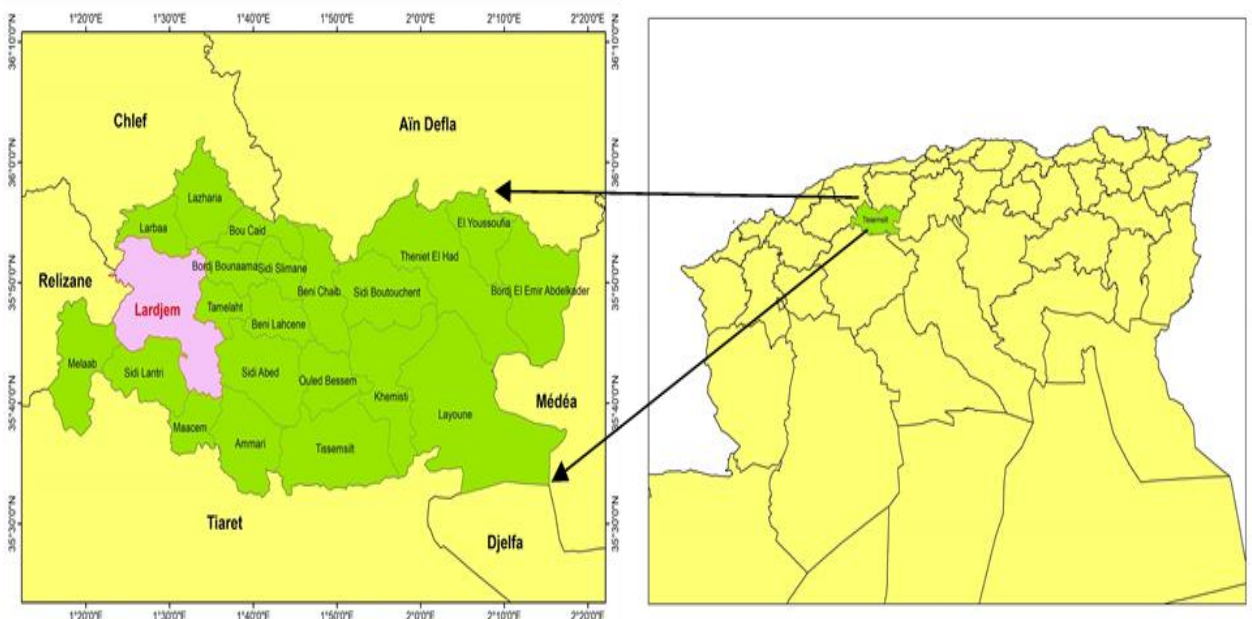 1°20'0"E 1°30'0"E 1°40'0"E 1°50'0"E 2°0'0"E 2°10'0"E 2°20'0"E
36°10'0"N
36°10'0"N
Chlef
Aïn Defla
36°0'0"N
36°0'0"N
Lazharia
Larbaa
Bou Caid
El Youssoufia
Theniet El Had
Bordj Bounaama
Sidi Slimane
Relizane
35°50'0"N
35°50'0"N
Beni Chaib
Sidi Boutouchent
Bordj El Emir Abdelkader
Lardjem
Tamelaht
Beni Lahcene
Melaab
Sidi Lantri
Sidi Abed
Ouled Bessem
Khemisti
Médéa
35°40'0"N
35°40'0"N
Layoune
Maacem
Ammari
Tissemsilt
Tiaret
35°30'0"N
35°30'0"N
Djelfa
1°20'0"E 1°30'0"E 1°40'0"E 1°50'0"E 2°0'0"E 2°10'0"E 2°20'0"E
Tissemsilt